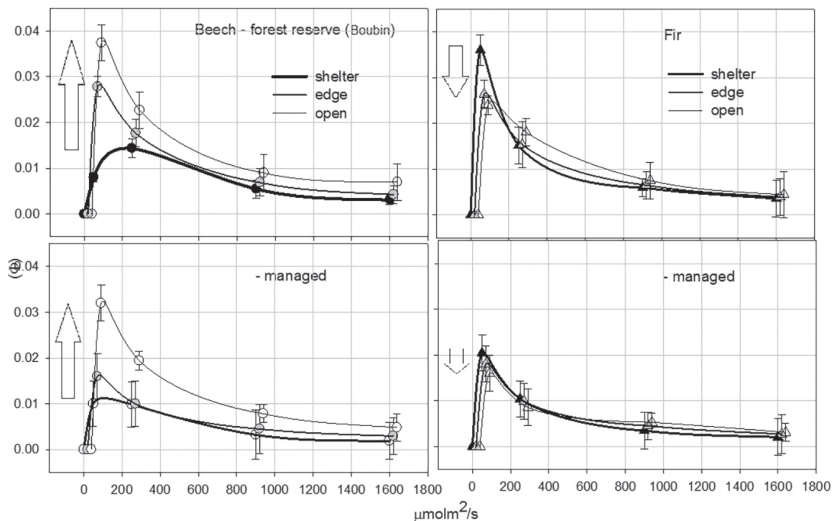 0.04
0.03
0.02
0.01
0.00
Beech - forest reserve (Boubin)
shelter
edge
open
Fir
shelter
edge
open
(Φ)
0.04
0.03
0.02
0.01
0.00
- managed
- managed
0 200 400 600 800 1000 1200 1400 1600 1800
0 200 400 600 800 1000 1200 1400 1600 1800
μmolm²/s